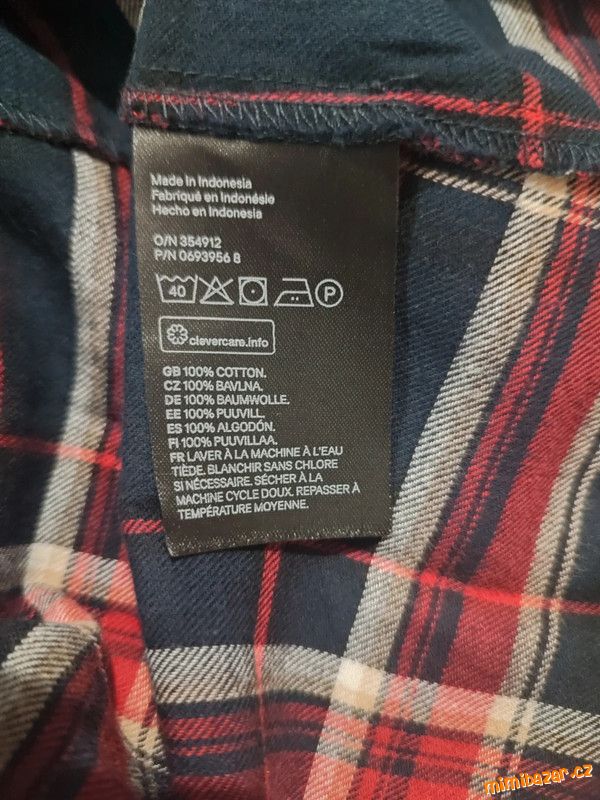 Made in Indonesia
Fabriqué en Indonésie
Hecho en Indonesia
O/N 354912
P/N 0693956 8
40 P
clevercare.info
GB 100% COTTON.
CZ 100% BAVLNA.
DE 100% BAUMWOLLE.
EE 100% PUUVILL.
ES 100% ALGODÓN.
FI 100% PUUVILLAA.
FR LAVER À LA MACHINE À L'EAU
TIÈDE. BLANCHIR SANS CHLORE
SI NÉCESSAIRE. SÉCHER À LA
MACHINE CYCLE DOUX. REPASSER À
TEMPÉRATURE MOYENNE.
mimibazar.cz